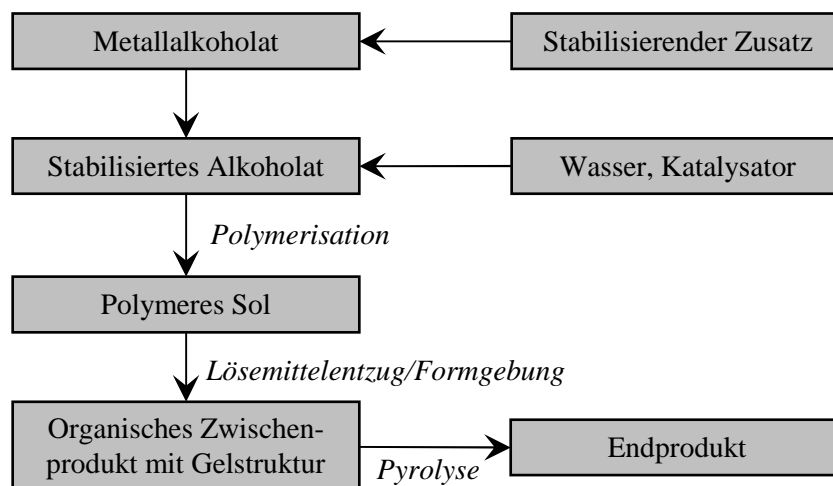 Metallalkoholat
Stabilisierender Zusatz
Stabilisiertes Alkoholat
Wasser, Katalysator
Polymerisation
Polymeres Sol
Lösemittelentzug/Formgebung
Organisches Zwischen-
produkt mit Gelstruktur
Pyrolyse
Endprodukt